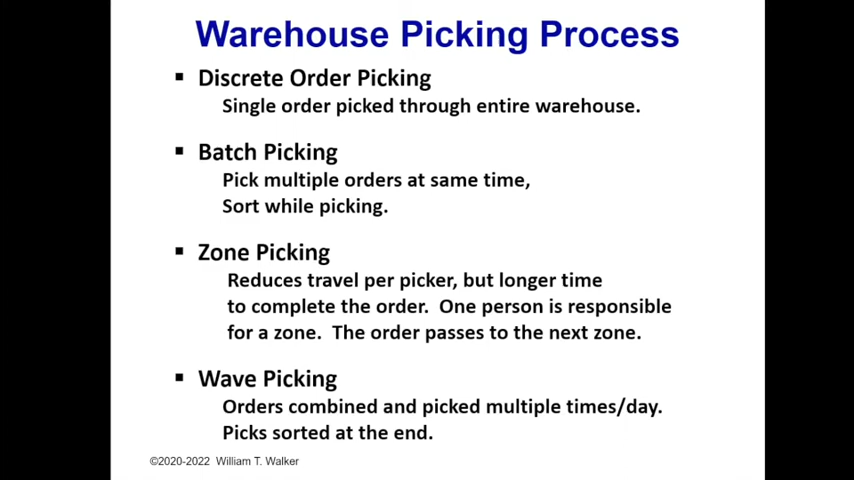 Warehouse Picking Process
▪ Discrete Order Picking
Single order picked through entire warehouse.
▪ Batch Picking
Pick multiple orders at same time,
Sort while picking.
▪ Zone Picking
Reduces travel per picker, but longer time
to complete the order. One person is responsible
for a zone. The order passes to the next zone.
▪ Wave Picking
Orders combined and picked multiple times/day.
Picks sorted at the end.
©2020-2022 William T. Walker